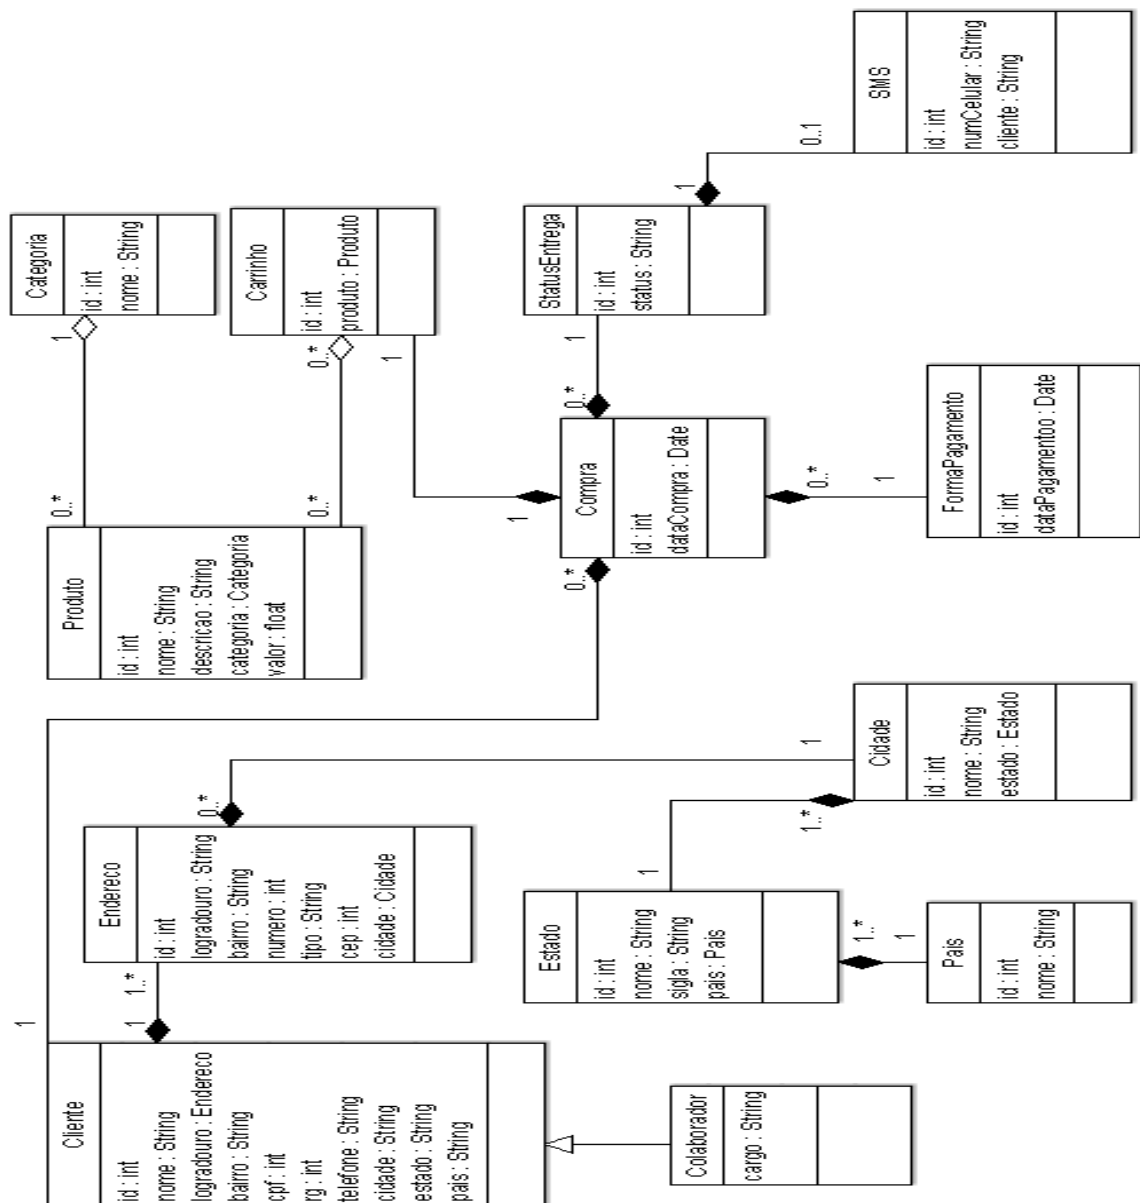 Cliente
id : int
nome : String
logradouro : Endereco
bairro : String
cpf : int
rg : int
telefone : String
cidade : String
estado : String
pais : String
1
1
1..*
Endereco
id : int
logradouro : String
bairro : String
numero : int
tipo : String
cep : int
cidade : Cidade
0..*
Produto
id : int
nome : String
descricao : String
categoria : Categoria
valor : float
0..*
1
0..*
0..*
Categoria
id : int
nome : String
Carrinho
id : int
produto : Produto
1
1
Colaborador
cargo : String
Estado
id : int
nome : String
sigla : String
pais : Pais
1
1..*
1
Pais
id : int
nome : String
1..*
1
Cidade
id : int
nome : String
estado : Estado
0..*
Compra
id : int
dataCompra : Date
0..*
1
0..*
1
FormaPagamento
id : int
dataPagamentoo : Date
StatusEntrega
id : int
status : String
1
0..1
SMS
id : int
numCelular : String
cliente : String